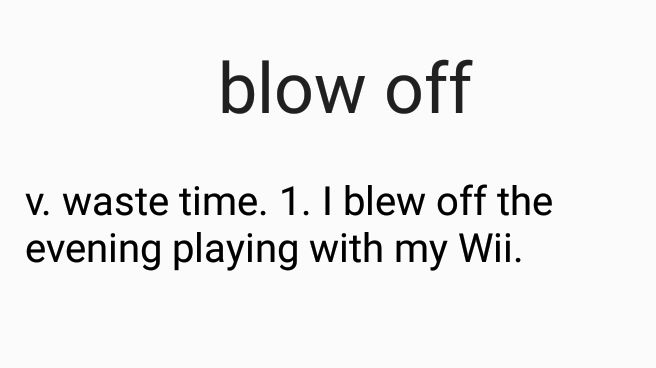 blow off
v. waste time. 1. I blew off the
evening playing with my Wii.